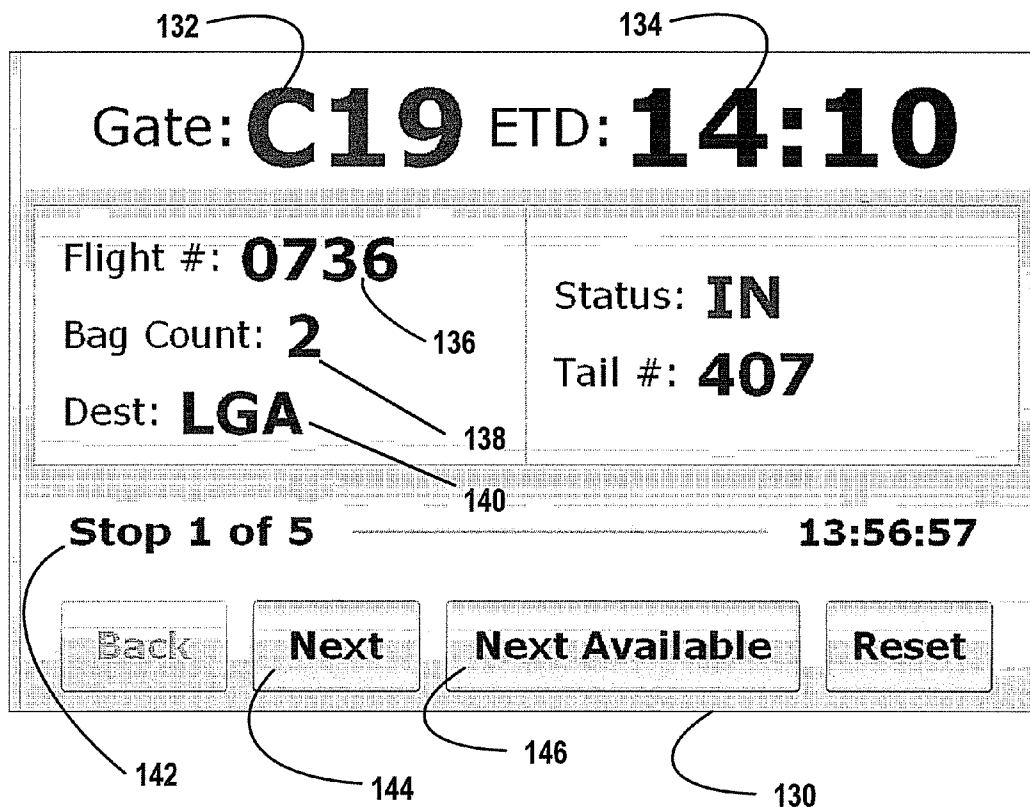 132
134
Gate: C19 ETD: 14:10
Flight #: 0736
Status: IN
Bag Count: 2
136
Tail #: 407
Dest: LGA
138
140
Stop 1 of 5
13:56:57
Back
Next
Next Available
Reset
142
144
146
130